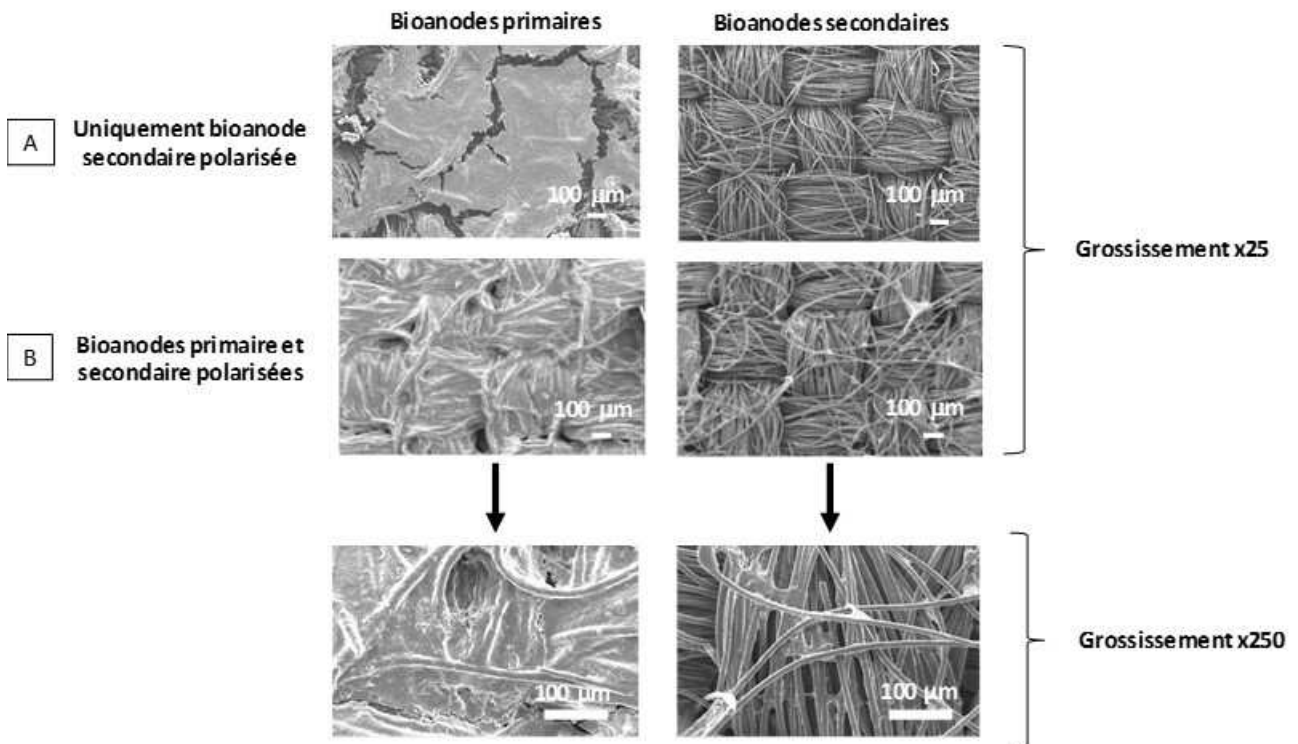 Bioanodes primaires
Bioanodes secondaires
A
Uniquement bioanode
secondaire polarisée
100 µm
100 µm
Grossissement x25
B
Bioanodes primaire et
secondaire polarisées
100 µm
100 µm
100 µm
100 µm
Grossissement x250